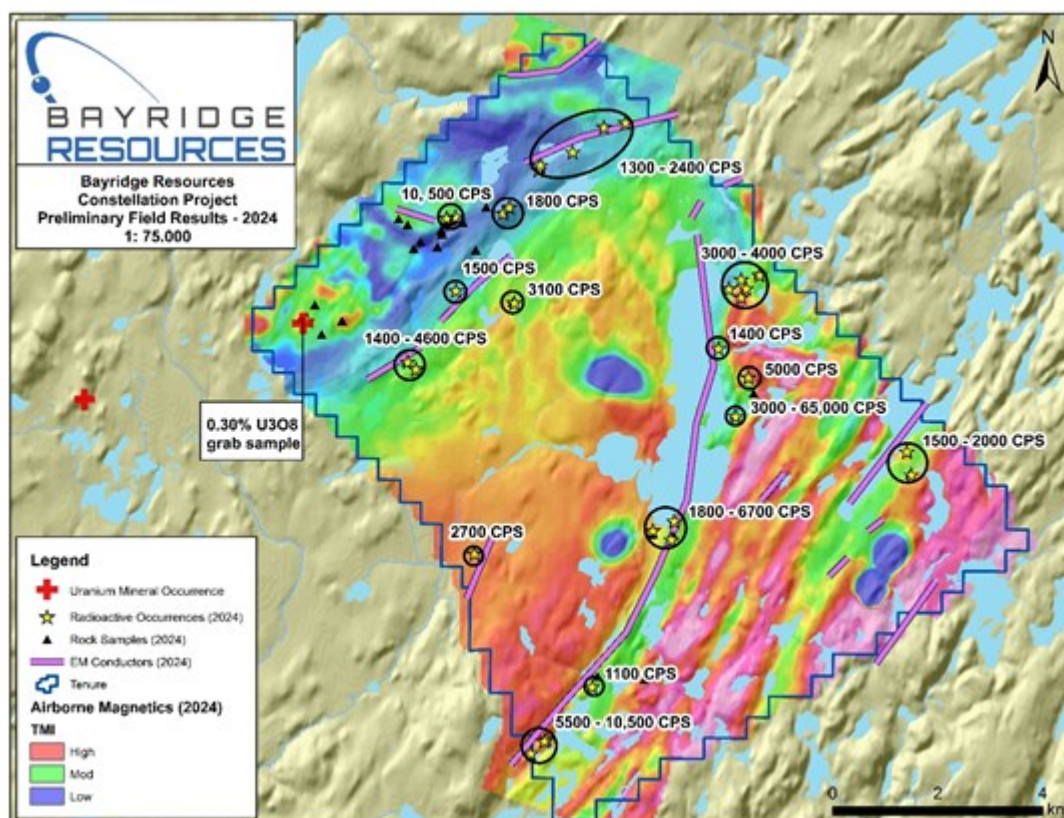 BAYRIDGE
RESOURCES
Bayridge Resources
Constellation Project
Preliminary Field Results - 2024
1: 75.000
N
1300 - 2400 CPS
10, 500 CPS
1800 CPS
3000 - 4000 CPS
1500 CPS
3100 CPS
1400 - 4600 CPS
1400 CPS
5000 CPS
3000 - 65,000 CPS
0.30% U3O8
grab sample
1500 - 2000 CPS
1800 - 6700 CPS
2700 CPS
1100 CPS
5500 - 10,500 CPS
Legend
Uranium Mineral Occurrence
Radioactive Occurrences (2024)
Rock Samples (2024)
EM Conductors (2024)
Tenure
Airborne Magnetics (2024)
TMI
High
Mod
Low
0 2 4
km